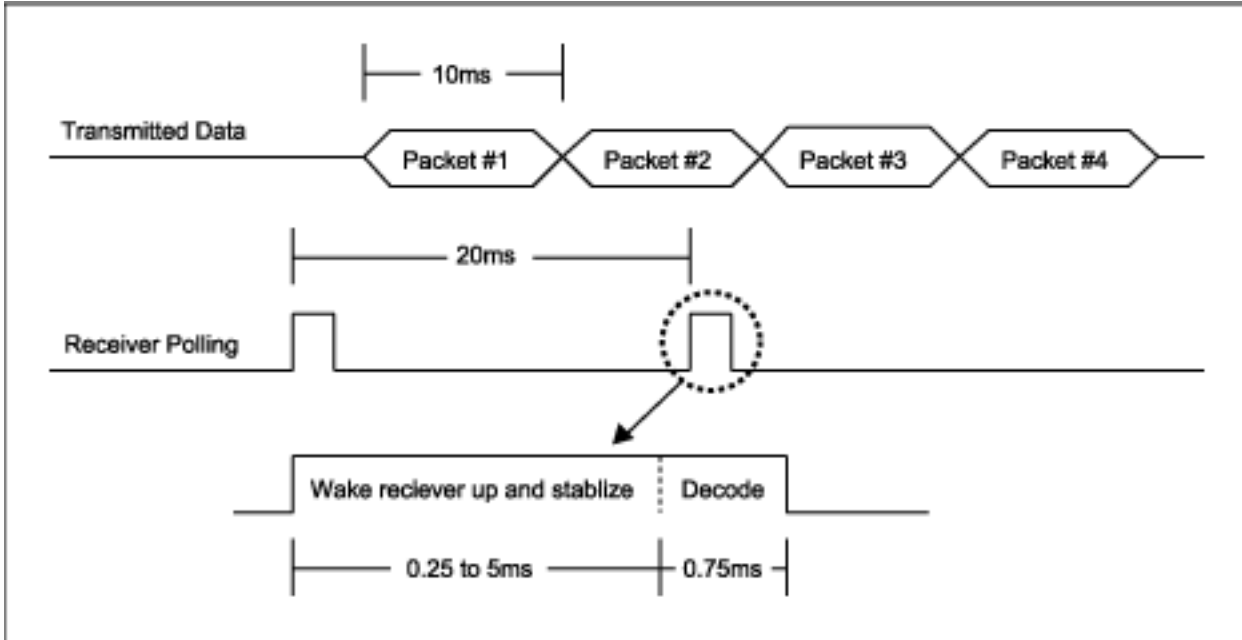 10ms
Transmitted Data
Packet #1
Packet #2
Packet #3
Packet #4
20ms
Receiver Polling
Wake reciever up and stablize
Decode
0.25 to 5ms
0.75ms